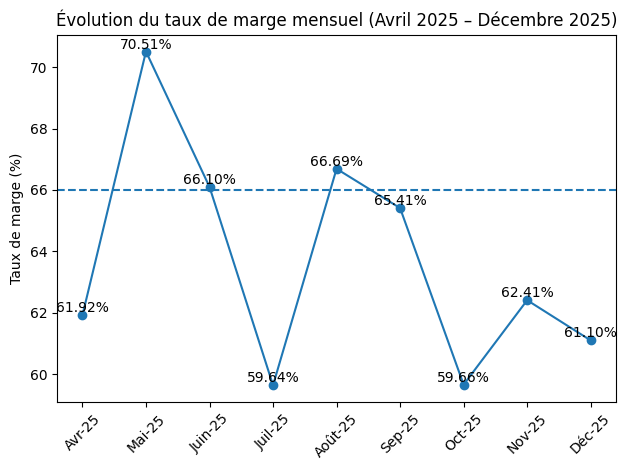 Évolution du taux de marge mensuel (Avril 2025 – Décembre 2025)
Taux de marge (%)
70
68
66
64
62
60
61.92%
70.51%
66.10%
59.64%
66.69%
65.41%
59.66%
62.41%
61.10%
Avr-25
Mai-25
Juin-25
Juil-25
Août-25
Sep-25
Oct-25
Nov-25
Déc-25